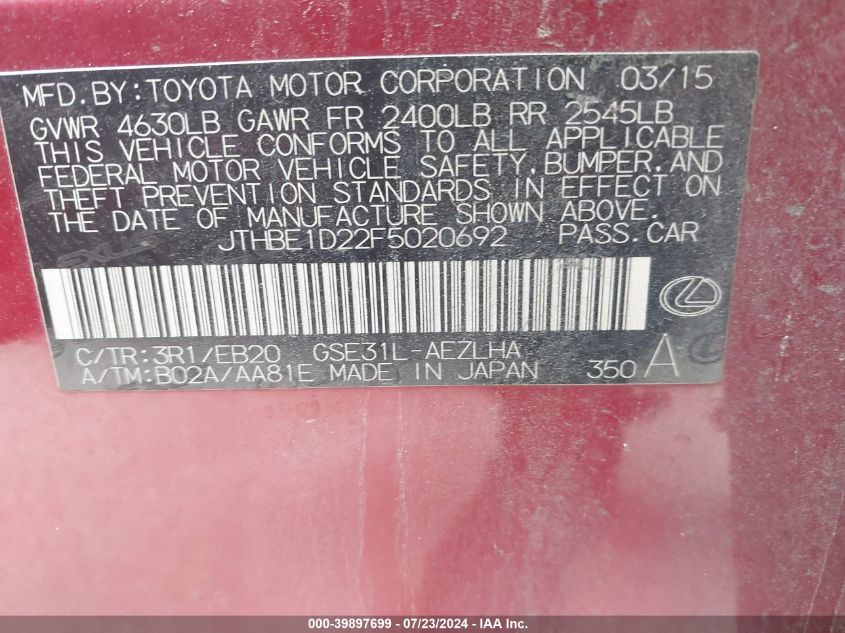 MFD. BY: TOYOTA MOTOR CORPORATION 03/15
GVWR 4630LB GAWR FR 2400LB RR 2545LB
THIS VEHICLE CONFORMS TO ALL APPLICABLE
FEDERAL MOTOR VEHICLE SAFETY, BUMPER, AND
THEFT PREVENTION STANDARDS IN EFFECT ON
THE DATE OF MANUFACTURE SHOWN ABOVE.
JTHBE1D22F5020692 PASS. CAR
C/TR: 3R1/EB20 GSE31L-AEZLHA
A/TM: B02A/AA81E MADE IN JAPAN 350 A
000-39897699 / 07/23/2024 - IAA Inc.